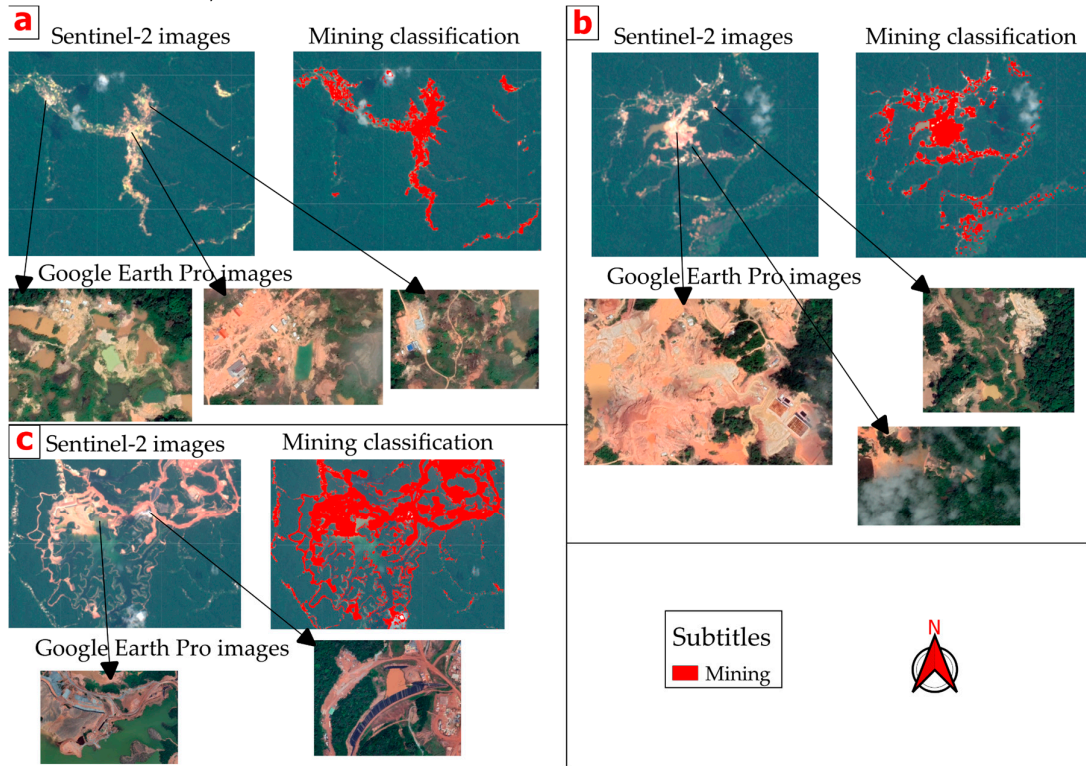 a
Sentinel-2 images
Mining classification
Google Earth Pro images
b
Sentinel-2 images
Mining classification
Google Earth Pro images
c
Sentinel-2 images
Mining classification
Google Earth Pro images
Subtitles
Mining
N